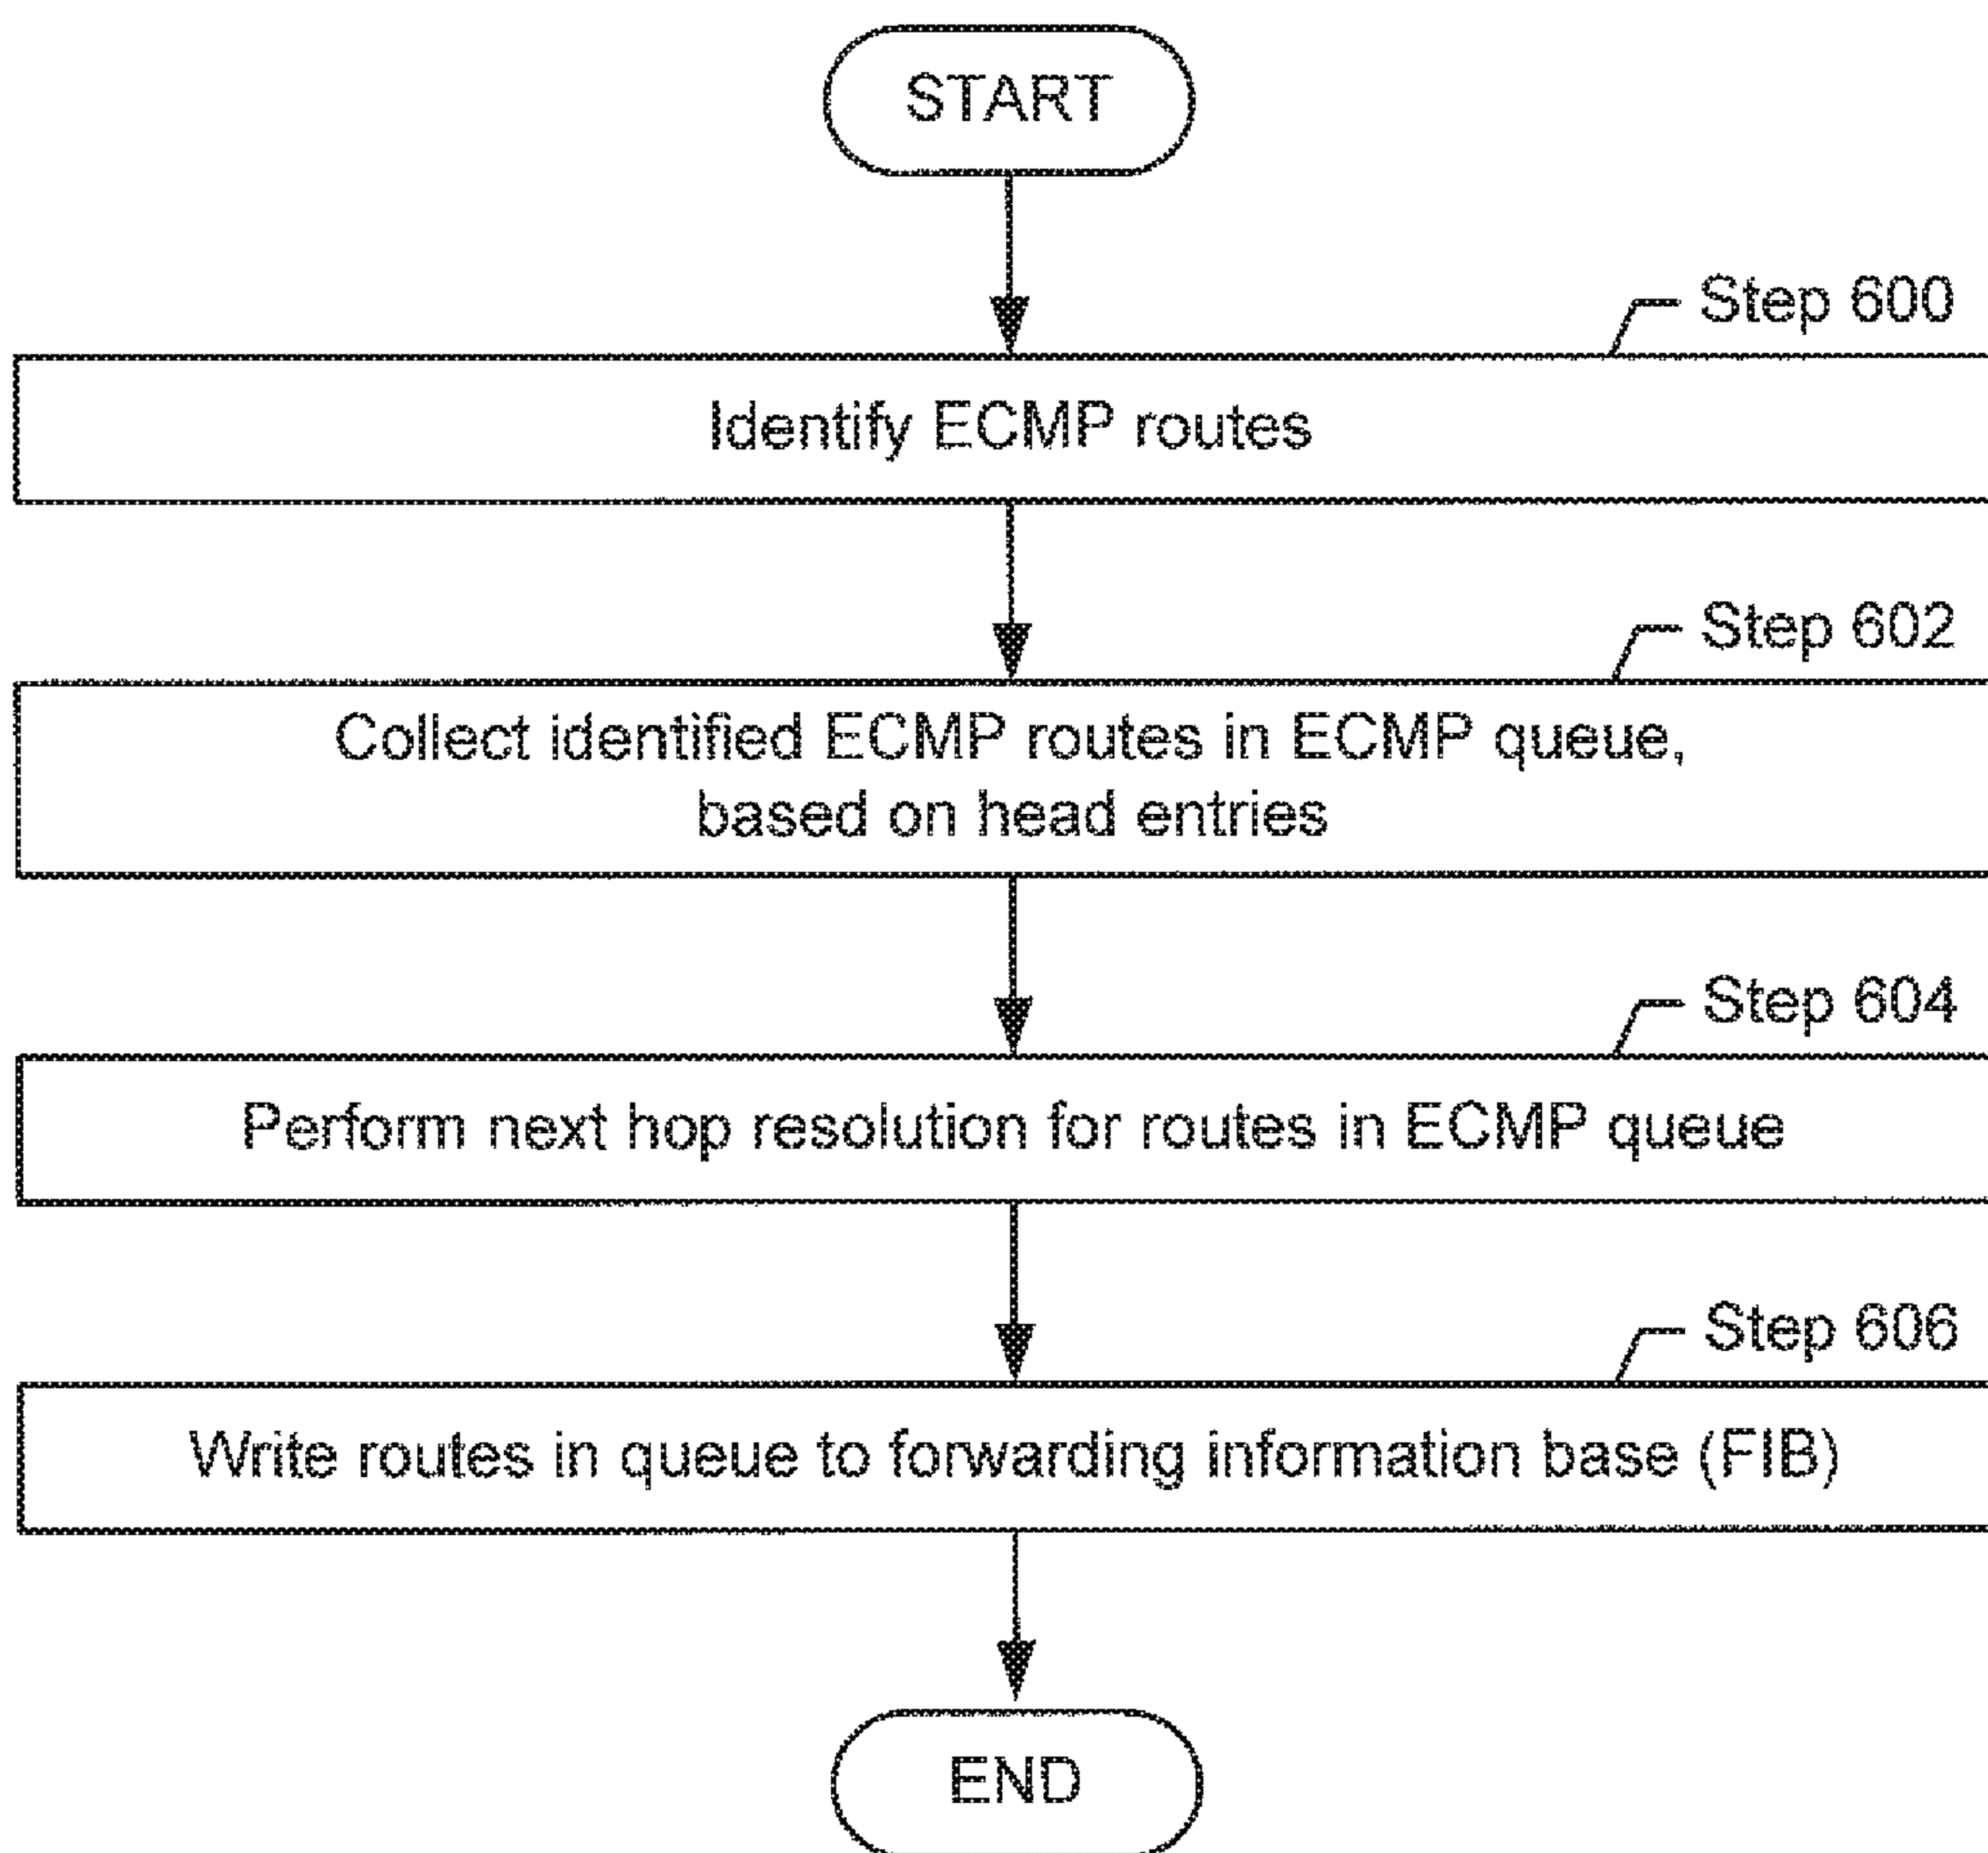 START
Step 600
Identify ECMP routes
Step 602
Collect identified ECMP routes in ECMP queue,
based on head entries
Step 604
Perform next hop resolution for routes in ECMP queue
Step 606
Write routes in queue to forwarding information base (FIB)
END